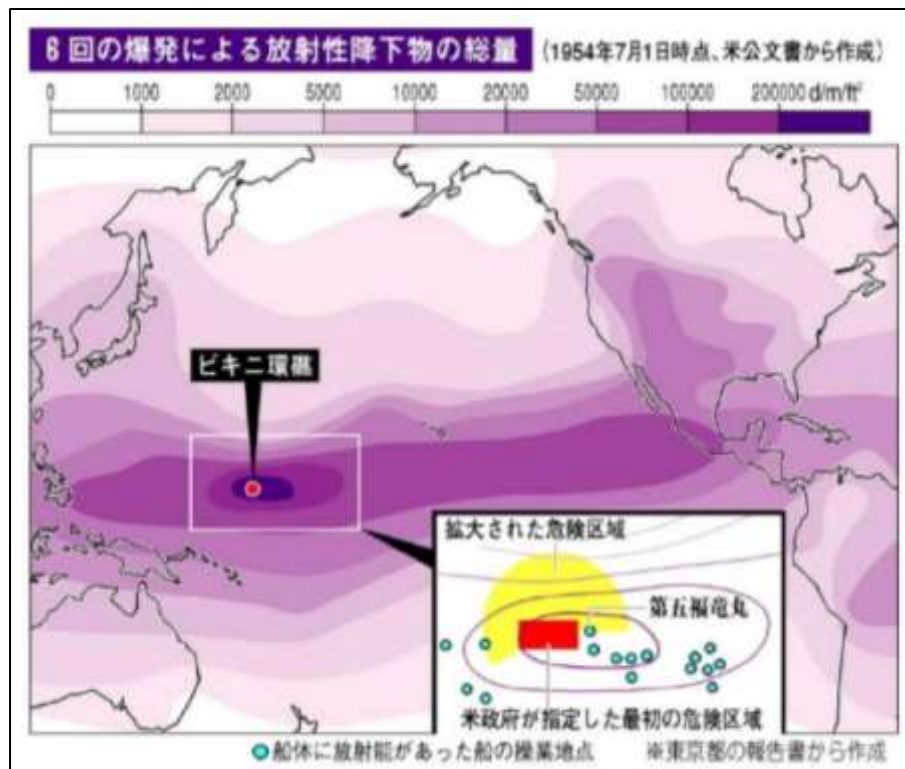 6回の爆発による放射性降下物の総量 (1954年7月1日時点、米公文書から作成)
0 1000 2000 5000 10000 20000 50000 100000 200000 d/m/ft²
ビキニ環礁
拡大された危険区域
第五福竜丸
米政府が指定した最初の危険区域
船体に放射能があった船の操業地点 ※東京都の報告書から作成